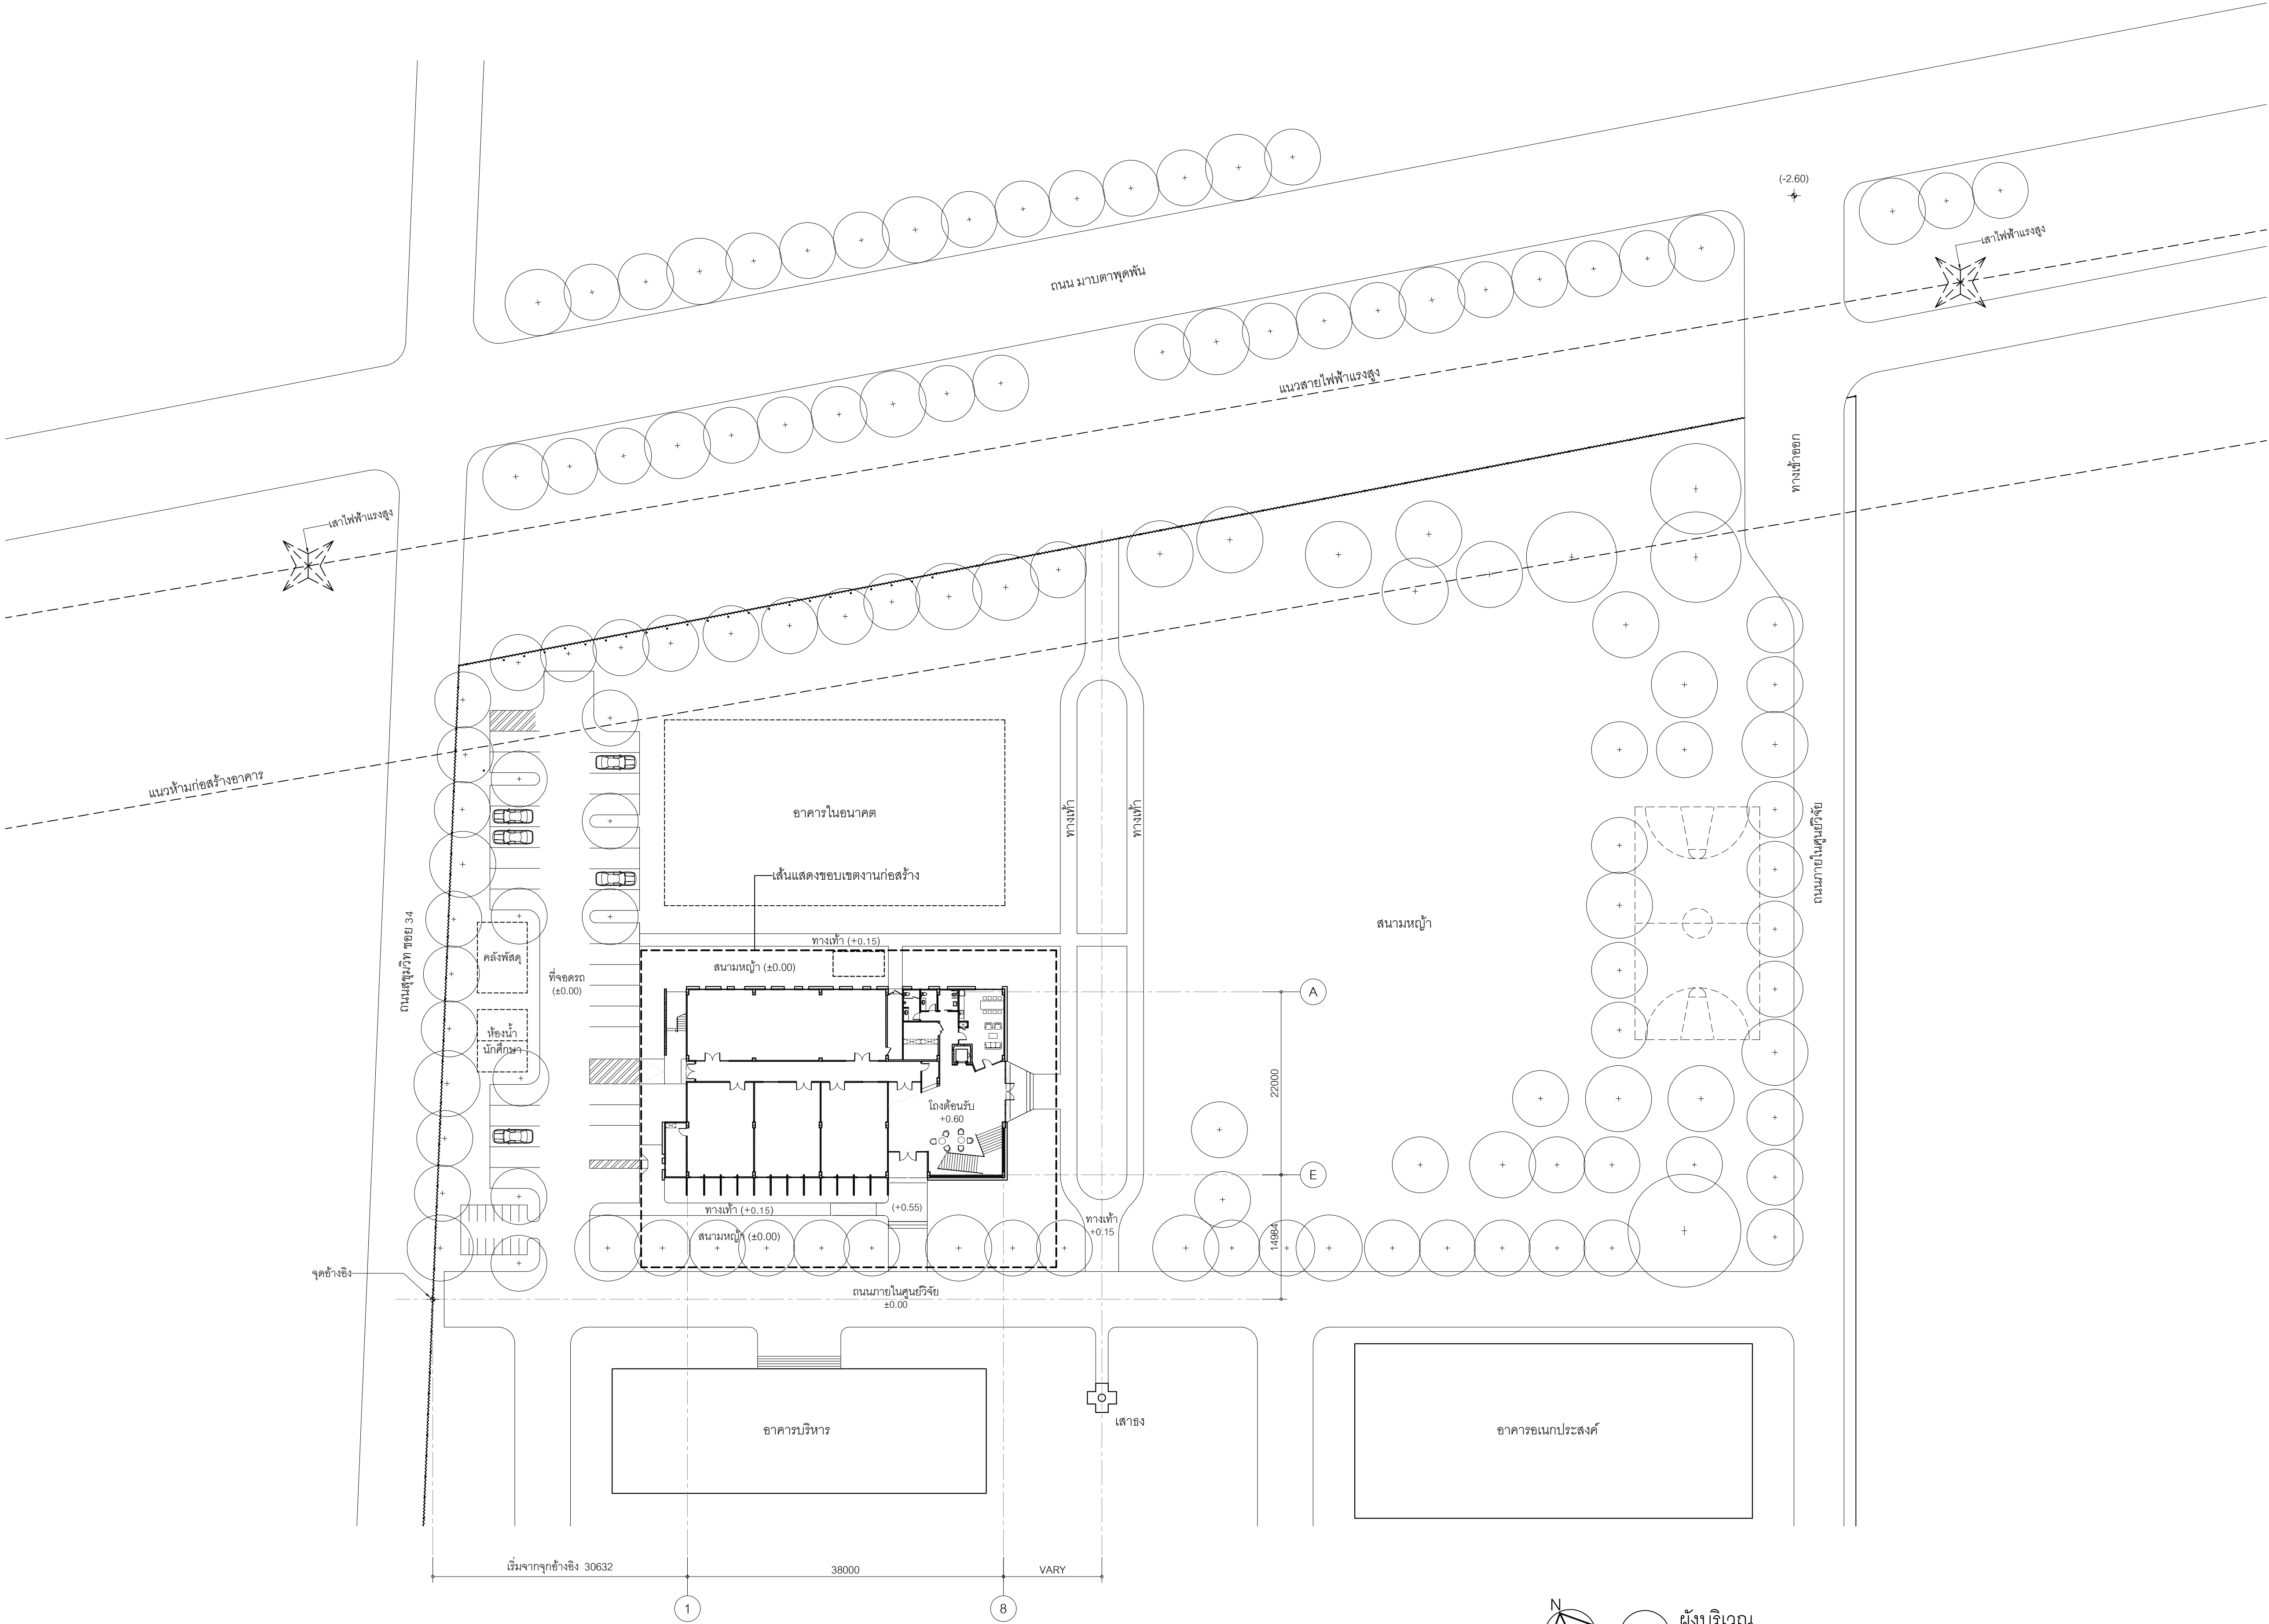 (-2.60)
เสาไฟฟ้าแรงสูง
ถนน มาบตาพุดพัน
แนวสายไฟฟ้าแรงสูง
ทางเข้าออก
เสาไฟฟ้าแรงสูง
แนวห้ามก่อสร้างอาคาร
อาคารในอนาคต
ทางเท้า
ทางเท้า
ถนนภายในศูนย์วิจัย
เส้นแสดงขอบเขตงานก่อสร้าง
สนามหญ้า
ถนนสุขุมวิท ซอย 34
คลังพัสดุ
ทางเท้า (+0.15)
สนามหญ้า (±0.00)
ที่จอดรถ
(±0.00)
A
ห้องน้ำ
นักศึกษา
22000
โถงต้อนรับ
+0.60
E
ทางเท้า (+0.15)
(+0.55)
ทางเท้า
+0.15
สนามหญ้า (±0.00)
14984
จุดอ้างอิง
ถนนภายในศูนย์วิจัย
±0.00
อาคารบริหาร
เสาธง
อาคารอเนกประสงค์
เริ่มจากจุกอ้างอิง 30632
38000
VARY
1
8
N
ผังบริเวณ